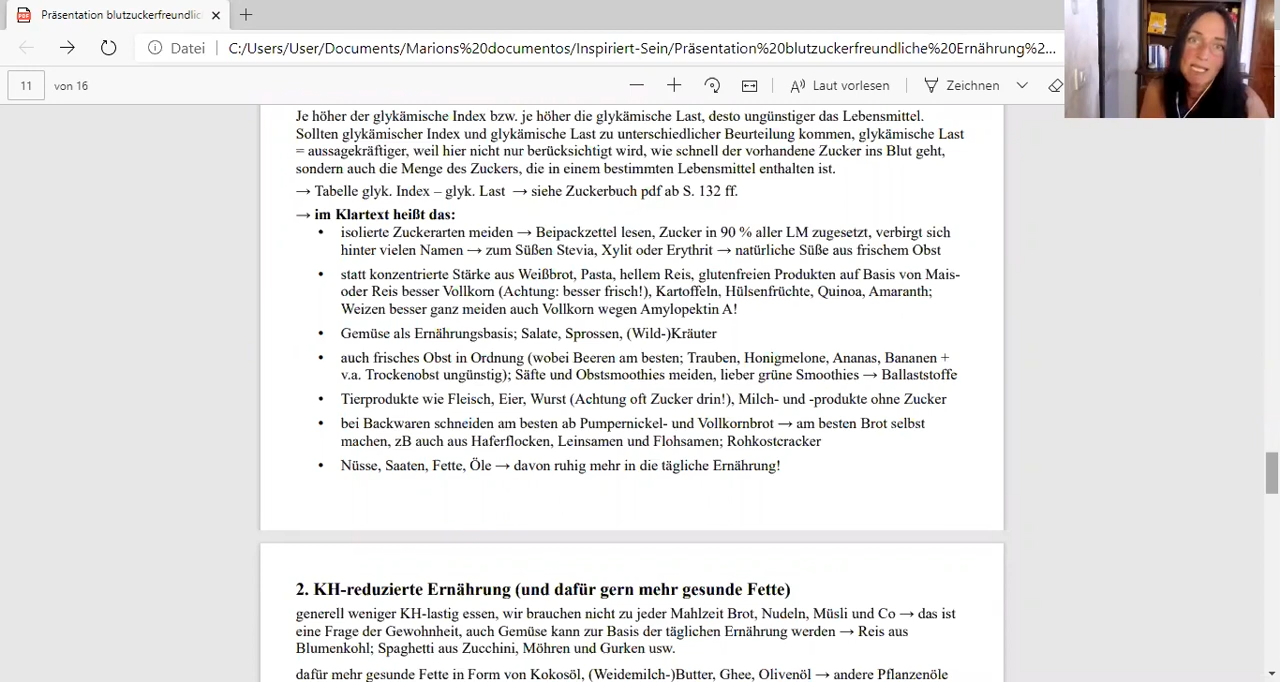 Präsentation blutzuckerfreundlic
Datei
C:/Users/User/Documents/Marions%20documentos/Inspiriert-Sein/Präsentation%20blutzuckerfreundliche%20Ernährung%2...
11 von 16
Laut vorlesen
Zeichnen
Je höher der glykämische Index bzw. je höher die glykämische Last, desto ungünstiger das Lebensmittel.
Sollten glykämischer Index und glykämische Last zu unterschiedlicher Beurteilung kommen, glykämische Last
= aussagekräftiger, weil hier nicht nur berücksichtigt wird, wie schnell der vorhandene Zucker ins Blut geht,
sondern auch die Menge des Zuckers, die in einem bestimmten Lebensmittel enthalten ist.
→ Tabelle glyk. Index – glyk. Last → siehe Zuckerbuch pdf ab S. 132 ff.
→ im Klartext heißt das:
• isolierte Zuckerarten meiden → Beipackzettel lesen, Zucker in 90 % aller LM zugesetzt, verbirgt sich
hinter vielen Namen → zum Süßen Stevia, Xylit oder Erythrit → natürliche Süße aus frischem Obst
• statt konzentrierte Stärke aus Weißbrot, Pasta, hellem Reis, glutenfreien Produkten auf Basis von Mais-
oder Reis besser Vollkorn (Achtung: besser frisch!), Kartoffeln, Hülsenfrüchte, Quinoa, Amaranth;
Weizen besser ganz meiden auch Vollkorn wegen Amylopektin A!
• Gemüse als Ernährungsbasis; Salate, Sprossen, (Wild-)Kräuter
• auch frisches Obst in Ordnung (wobei Beeren am besten; Trauben, Honigmelone, Ananas, Bananen +
v.a. Trockenobst ungünstig); Säfte und Obstsmoothies meiden, lieber grüne Smoothies → Ballaststoffe
• Tierprodukte wie Fleisch, Eier, Wurst (Achtung oft Zucker drin!), Milch- und -produkte ohne Zucker
• bei Backwaren schneiden am besten ab Pumpernickel- und Vollkornbrot → am besten Brot selbst
machen, zB auch aus Haferflocken, Leinsamen und Flohsamen; Rohkostcracker
• Nüsse, Saaten, Fette, Öle → davon ruhig mehr in die tägliche Ernährung!
2. KH-reduzierte Ernährung (und dafür gern mehr gesunde Fette)
generell weniger KH-lastig essen, wir brauchen nicht zu jeder Mahlzeit Brot, Nudeln, Müsli und Co → das ist
eine Frage der Gewohnheit, auch Gemüse kann zur Basis der täglichen Ernährung werden → Reis aus
Blumenkohl; Spaghetti aus Zucchini, Möhren und Gurken usw.
dafür mehr gesunde Fette in Form von Kokosöl, (Weidemilch-)Butter, Ghee, Olivenöl → andere Pflanzenöle